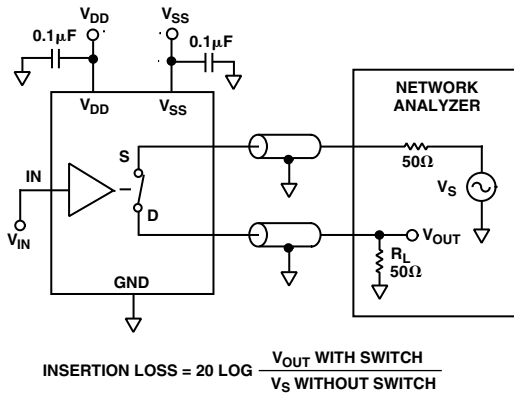 VDD
VSS
0.1µF
0.1µF
VDD
VSS
NETWORK
ANALYZER
S
50Ω
IN
VS
D
VOUT
VIN
RL
50Ω
GND
INSERTION LOSS = 20 LOG VOUT WITH SWITCH
VS WITHOUT SWITCH